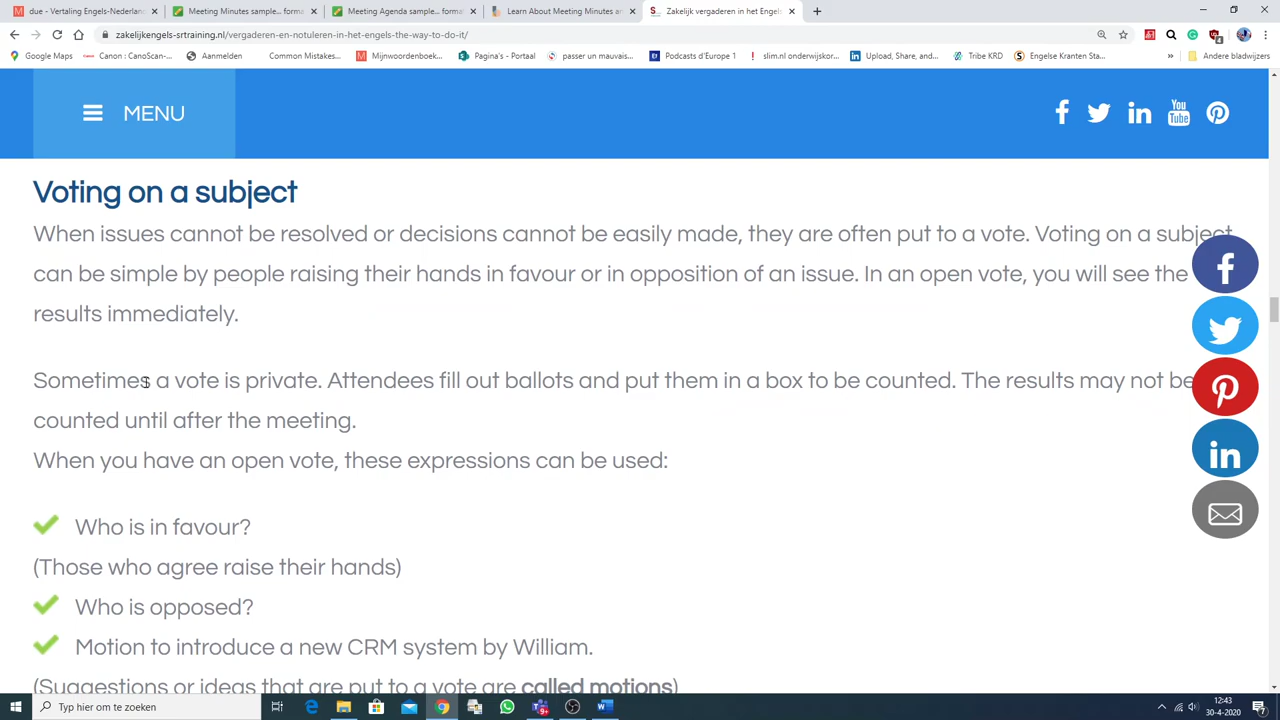 due - Vertaling Engels-Nederlan
Meeting Minutes sample... forma
Meeting Agenda sample... format
Learn About Meeting Minutes an
Zakelijk vergaderen in het Engels
zakelijkengels-srtraining.nl/vergaderen-en-notuleren-in-het-engels-the-way-to-do-it/
Google Maps
Canon : CanoScan-...
Aanmelden
Common Mistakes...
Mijnwoordenboek...
Pagina's - Portaal
passer un mauvais...
Podcasts d'Europe 1
slim.nl onderwijskor...
Upload, Share, and...
Tribe KRD
Engelse Kranten Sta...
»
Andere bladwijzers
MENU
You Tube
Voting on a subject
When issues cannot be resolved or decisions cannot be easily made, they are often put to a vote. Voting on a subject
can be simple by people raising their hands in favour or in opposition of an issue. In an open vote, you will see the
results immediately.
Sometimes a vote is private. Attendees fill out ballots and put them in a box to be counted. The results may not be
counted until after the meeting.
When you have an open vote, these expressions can be used:
Who is in favour?
(Those who agree raise their hands)
Who is opposed?
Motion to introduce a new CRM system by William.
(Suggestions or ideas that are put to a vote are called motions)
Typ hier om te zoeken
12:43
30-4-2020